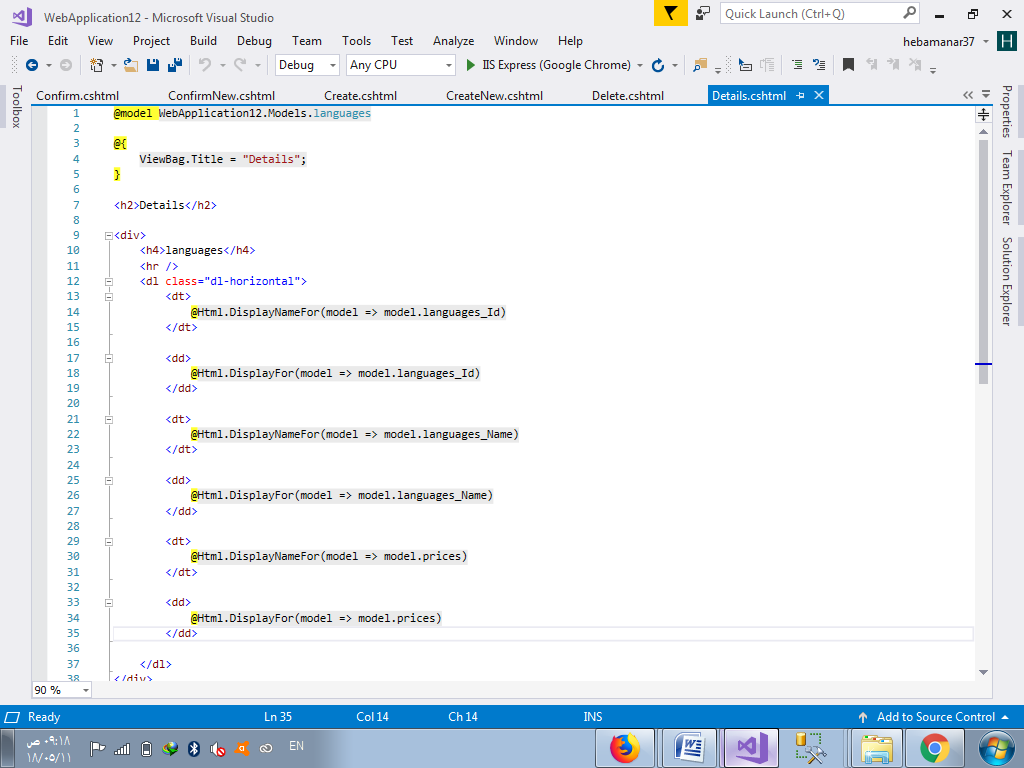 WebApplication12 - Microsoft Visual Studio
Quick Launch (Ctrl+Q)
File Edit View Project Build Debug Team Tools Test Analyze Window Help
hebamanar37
H
Debug Any CPU IIS Express (Google Chrome)
Confirm.cshtml ConfirmNew.cshtml Create.cshtml CreateNew.cshtml Delete.cshtml Details.cshtml
Toolbox
Properties
Team Explorer
Solution Explorer
1 @model WebApplication12.Models.languages
2
3 @{
4 ViewBag.Title = "Details";
5 }
6
7 <h2>Details</h2>
8
9 <div>
10 <h4>languages</h4>
11 <hr />
12 <dl class="dl-horizontal">
13 <dt>
14 @Html.DisplayNameFor(model => model.languages_Id)
15 </dt>
16
17 <dd>
18 @Html.DisplayFor(model => model.languages_Id)
19 </dd>
20
21 <dt>
22 @Html.DisplayNameFor(model => model.languages_Name)
23 </dt>
24
25 <dd>
26 @Html.DisplayFor(model => model.languages_Name)
27 </dd>
28
29 <dt>
30 @Html.DisplayNameFor(model => model.prices)
31 </dt>
32
33 <dd>
34 @Html.DisplayFor(model => model.prices)
35 </dd>
36
37 </dl>
38 </div>
90 %
Ready Ln 35 Col 14 Ch 14 INS Add to Source Control
٠٩:١٨ ص
١٨/٠٥/١١
EN